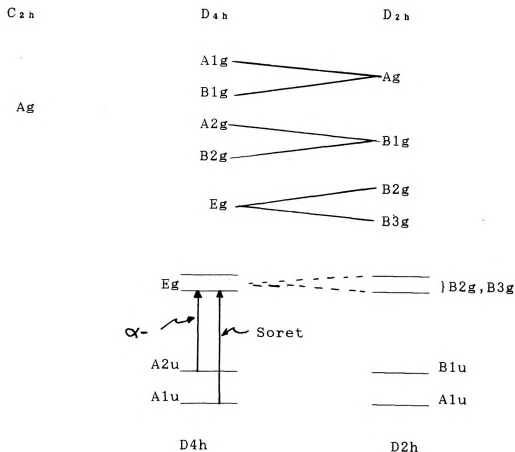 C2h D4h D2h
A1g
Ag
B1g
Ag
A2g
B1g
B2g
B2g
Eg
B3g
Eg
}B2g,B3g
α-
Soret
A2u
B1u
A1u
A1u
D4h
D2h